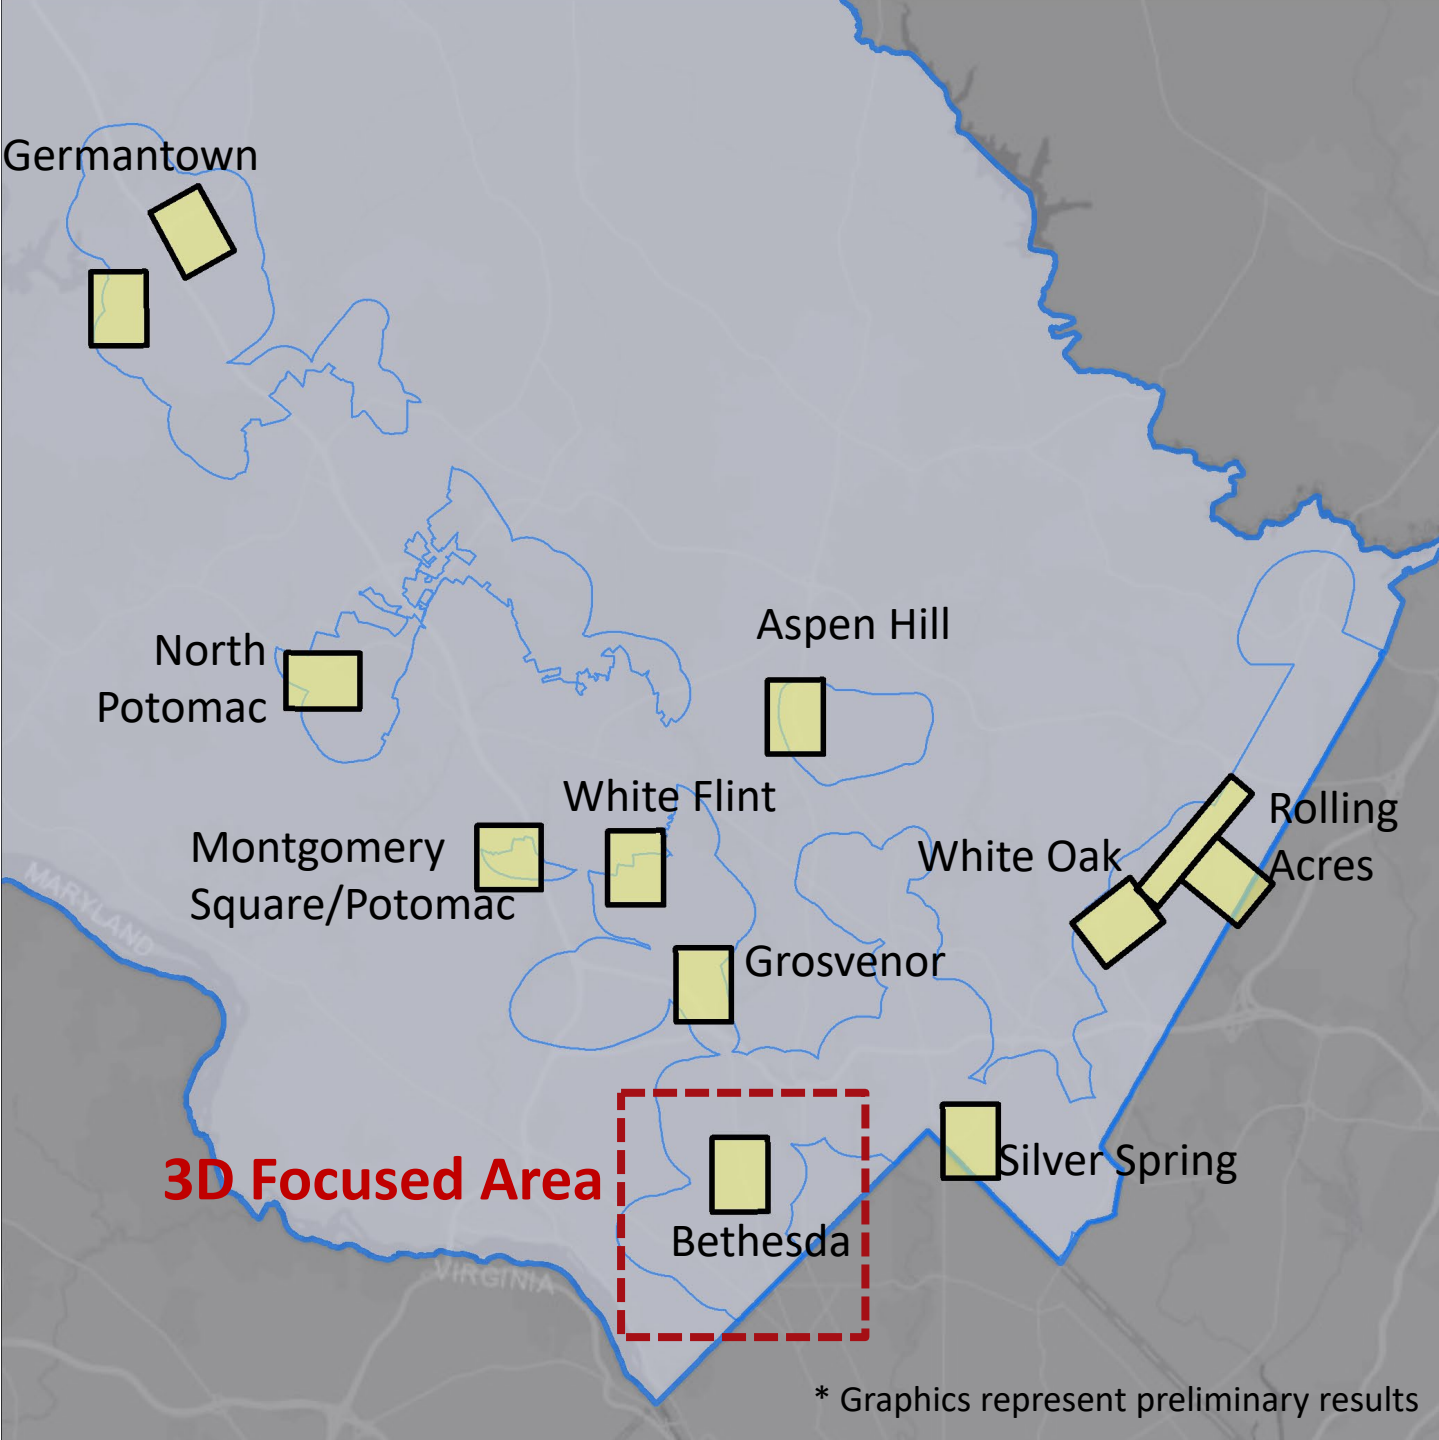 Germantown
North
Potomac
Aspen Hill
White Flint
Montgomery
Square/Potomac
White Oak
Rolling
Acres
Grosvenor
MARYLAND
3D Focused Area
Silver Spring
Bethesda
VIRGINIA
* Graphics represent preliminary results